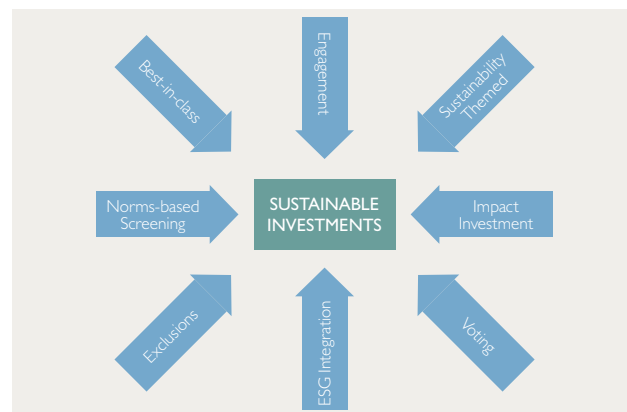 Engagement
Best-in-class
Sustainability
Themed
Norms-based
Screening
SUSTAINABLE
INVESTMENTS
Impact
Investment
Exclusions
ESG Integration
Voting